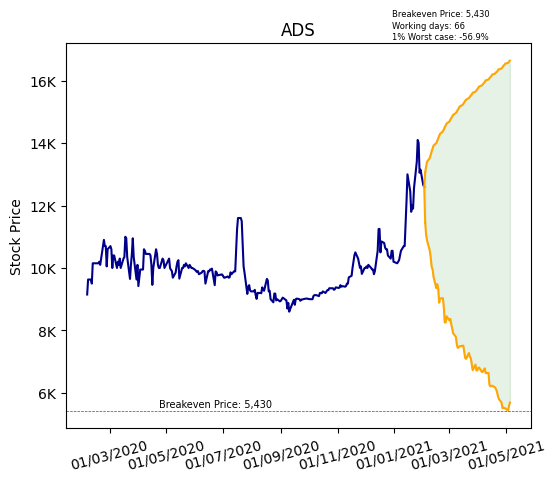 Breakeven Price: 5,430
Working days: 66
1% Worst case: -56.9%
ADS
16K
14K
12K
10K
8K
6K
Stock Price
Breakeven Price: 5,430
01/03/2020
01/05/2020
01/07/2020
01/09/2020
01/11/2020
01/01/2021
01/03/2021
01/05/2021